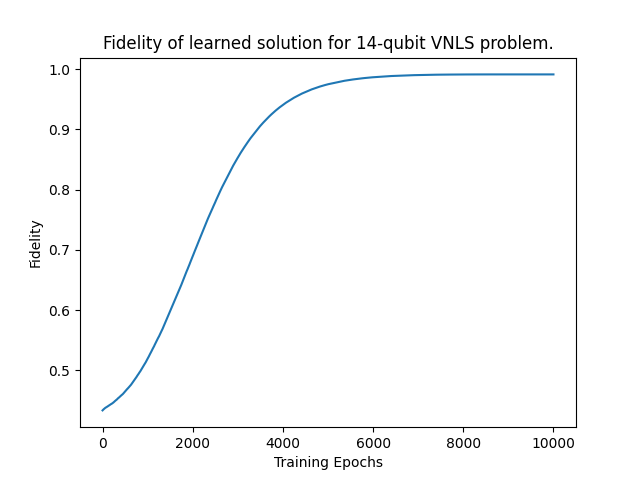 Fidelity of learned solution for 14-qubit VNLS problem.
1.0
0.9
0.8
0.7
0.6
0.5
Fidelity
0 2000 4000 6000 8000 10000
Training Epochs